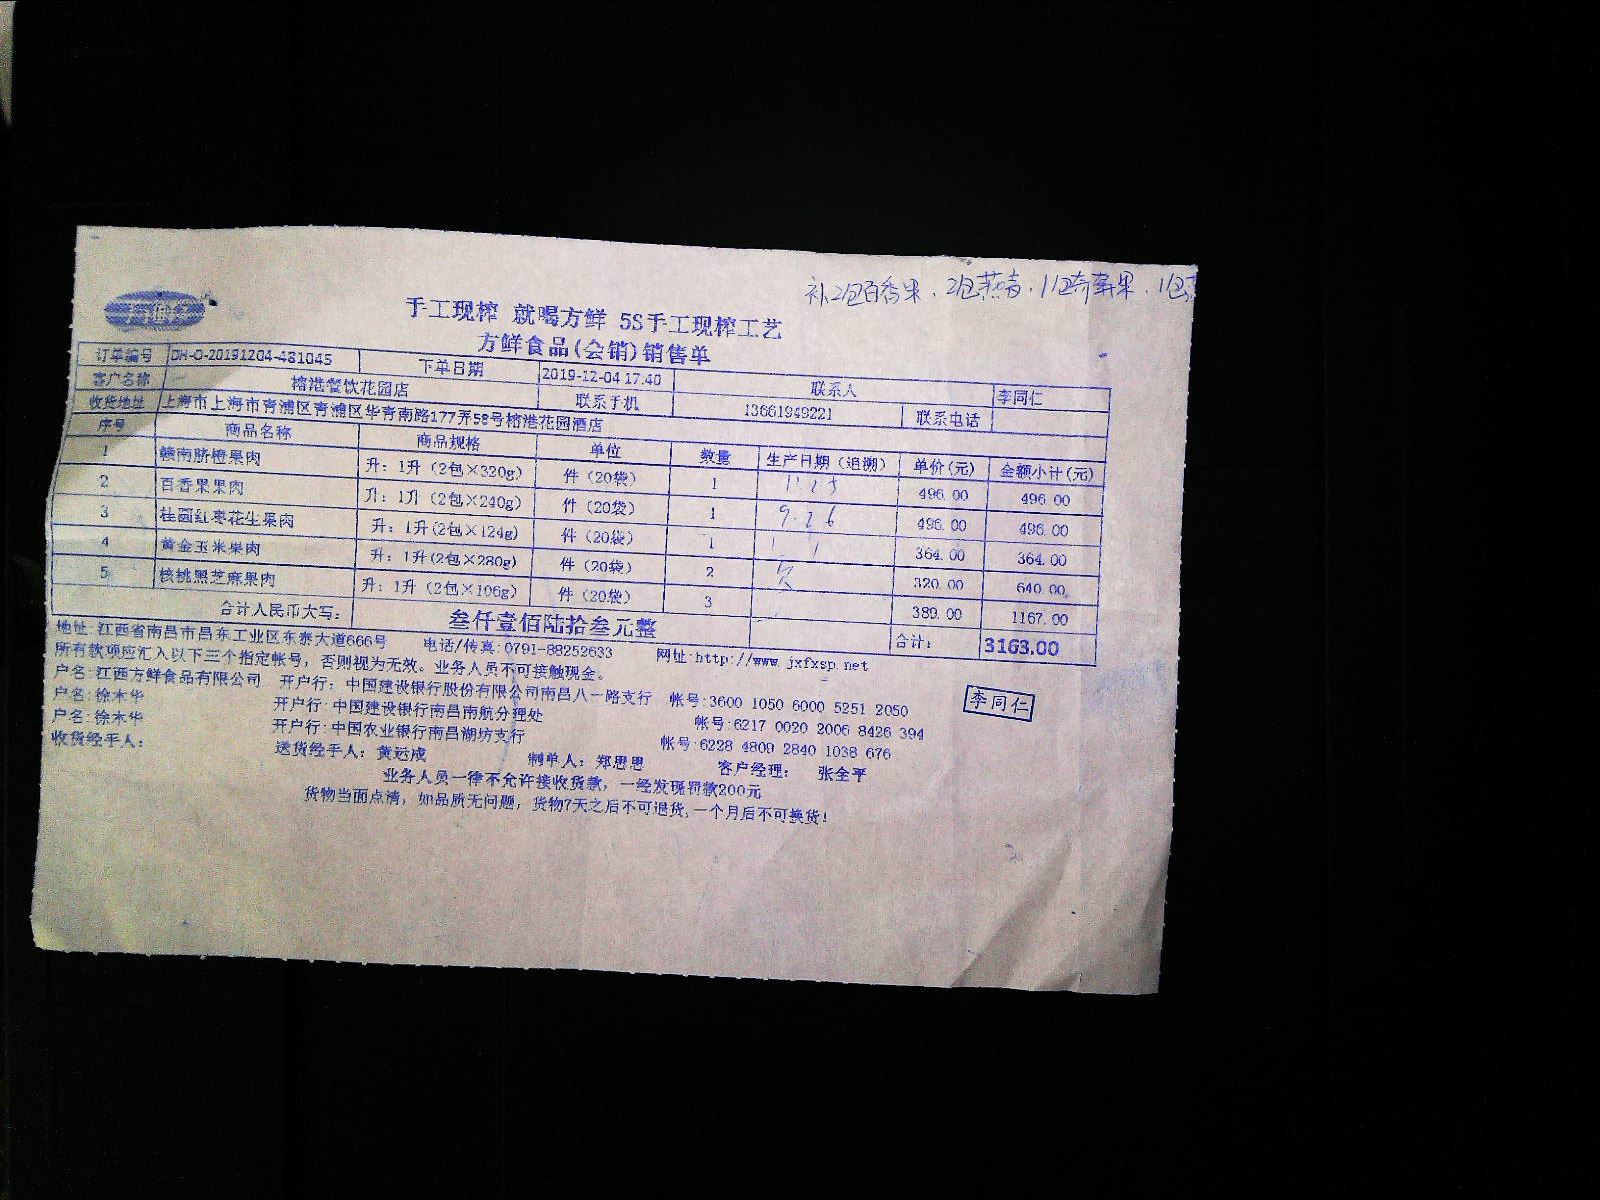 补2包百香果.2包
手工现榨 就喝方鲜 5S手工现榨工艺
方鲜食品(会销)销售单
订单编号 DH-O-20191204-481045 下单日期 2019-12-04 17:40 联系人 李同仁
客户名称 榕港餐饮花园店 联系手机 13661949221 联系电话
收货地址 上海市上海市青浦区青浦区华青南路177弄58号榕港花园酒店
序号 商品名称 商品规格 单位 数量 生产日期(追溯) 单价(元) 金额小计(元)
1 赣南脐橙果肉 升: 1升 (2包×320g) 件 (20袋) 1 496.00 496.00
2 百香果果肉 升: 1升 (2包×240g) 件 (20袋) 1 9.26 496.00 496.00
3 桂圆红枣花生果肉 升: 1升(2包×124g) 件 (20袋) 1 364.00 364.00
4 黄金玉米果肉 升: 1升(2包×280g) 件 (20袋) 2 320.00 640.00
5 核桃黑芝麻果肉 升: 1升 (2包×106g) 件 (20袋) 3 389.00 1167.00
合计人民币大写: 叁仟壹佰陆拾叁元整 合计: 3163.00
地址:江西省南昌市昌东工业区东泰大道666号 电话/传真:0791-88252633 网址:http://www.jxfxsp.net
所有款项应汇入以下三个指定帐号，否则视为无效。业务人员不可接触现金。
户名:江西方鲜食品有限公司 开户行: 中国建设银行股份有限公司南昌八一路支行 帐号:3600 1050 6000 5251 2050
户名:徐木华 开户行:中国建设银行南昌南航分理处 帐号:6217 0020 2006 8426 394
户名:徐木华 开户行:中国农业银行南昌湖坊支行 帐号:6228 4809 2840 1038 676
李同仁
收货经手人: 送货经手人: 黄运成 制单人: 郑思思 客户经理: 张全平
业务人员一律不允许接收货款，一经发现罚款200元
货物当面点清，如品质无问题，货物7天之后不可退货,一个月后不可换货!